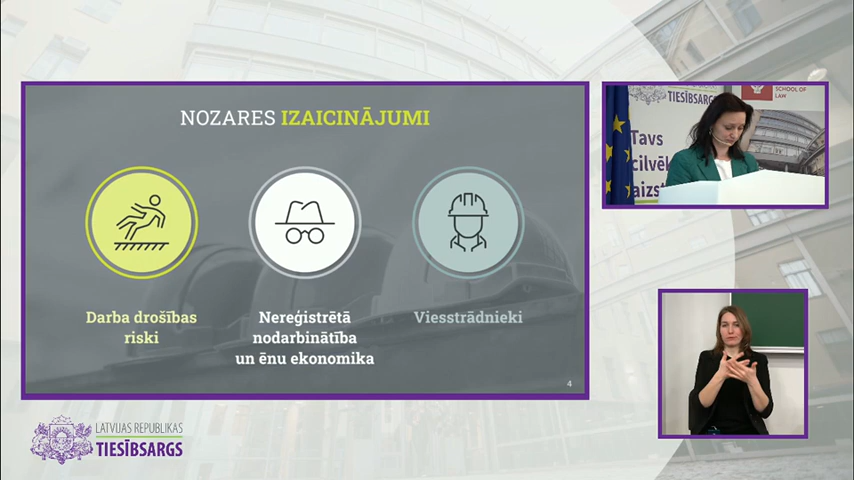 NOZARES IZAICINĀJUMI
Darba drošības
riski
Nereģistrētā
nodarbinātība
un ēnu ekonomika
Viesstrādnieki
4
TIESĪBSARGS
SCHOOL OF
LAW
Tavs
cilvēk
aizst
LATVIJAS REPUBLIKAS
TIESĪBSARGS